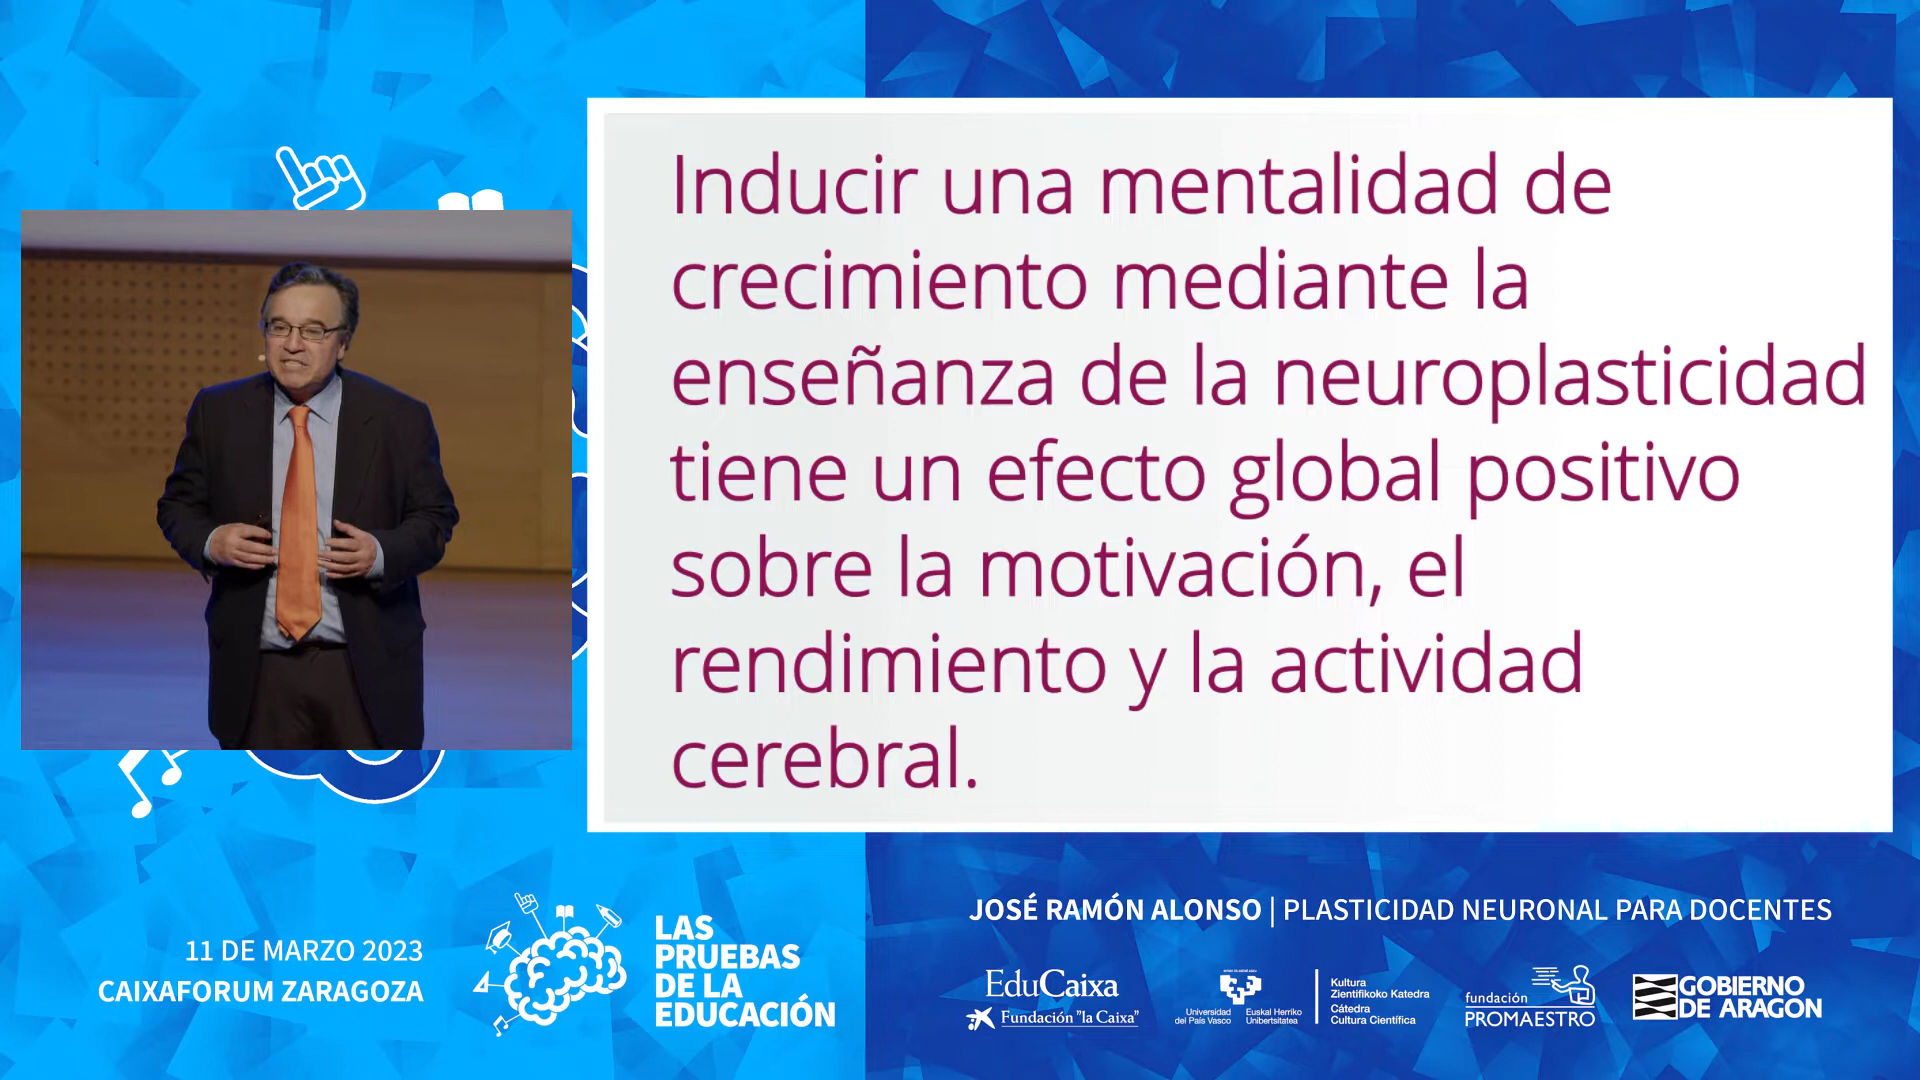 Inducir una mentalidad de
crecimiento mediante la
enseñanza de la neuroplasticidad
tiene un efecto global positivo
sobre la motivación, el
rendimiento y la actividad
cerebral.
11 DE MARZO 2023
CAIXAFORUM ZARAGOZA
LAS
PRUEBAS
DE LA
EDUCACIÓN
JOSÉ RAMÓN ALONSO | PLASTICIDAD NEURONAL PARA DOCENTES
EduCaixa
Fundación "la Caixa"
Universidad
del País Vasco
Euskal Herriko
Unibertsitatea
Kultura
Zientifikoko Katedra
Cátedra
Cultura Científica
fundación
PROMAESTRO
GOBIERNO
DE ARAGON